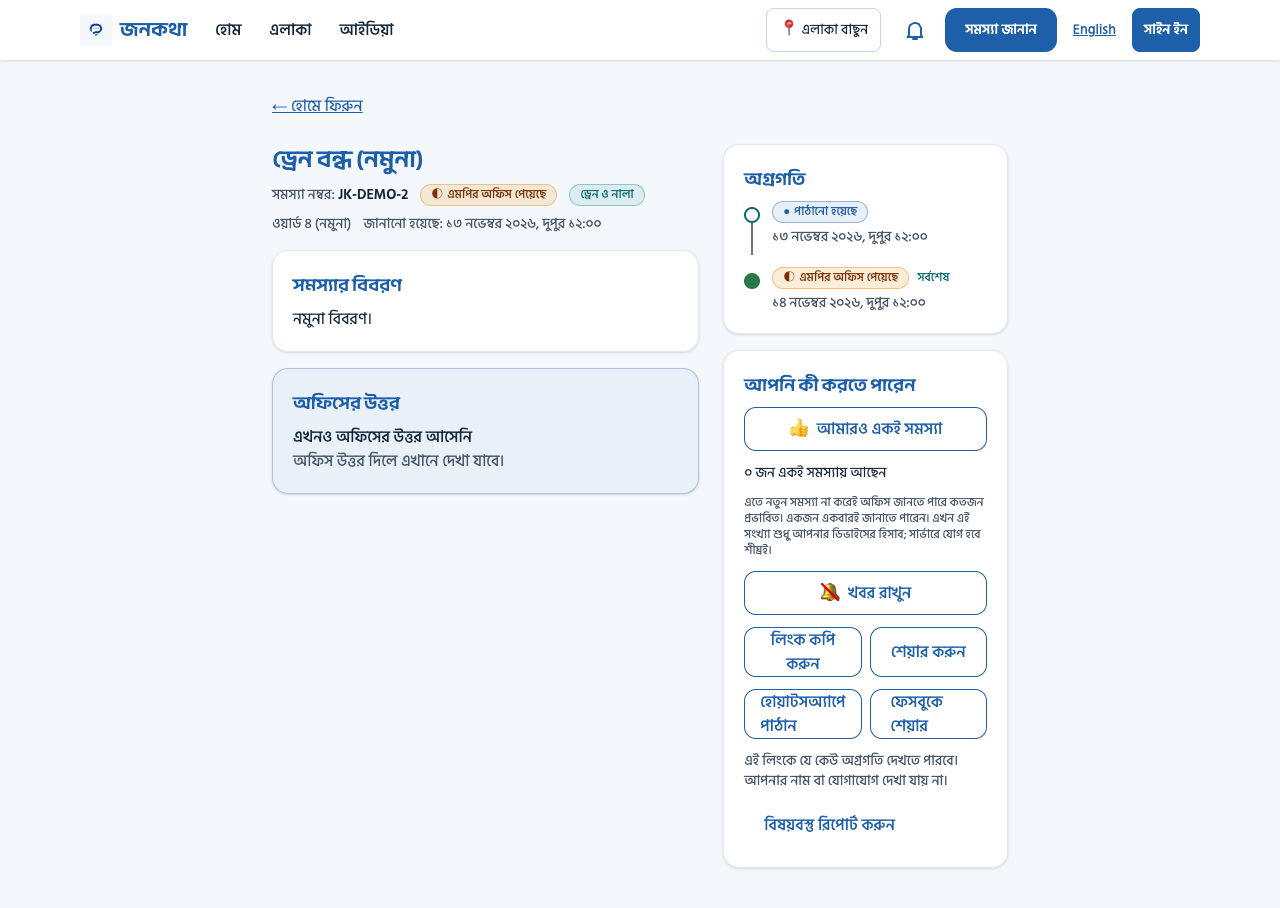 জনকথা
হোম
এলাকা
আইডিয়া
এলাকা বাছুন
সমস্যা জানান
English
সাইন ইন
← হোমে ফিরুন
ড্রেন বন্ধ (নমুনা)
সমস্যা নম্বর: JK-DEMO-2
এমপির অফিস পেয়েছে
ড্রেন ও নালা
ওয়ার্ড ৪ (নমুনা) জানানো হয়েছে: ১৩ নভেম্বর ২০২৬, দুপুর ১২:০০
সমস্যার বিবরণ
নমুনা বিবরণ।
অফিসের উত্তর
এখনও অফিসের উত্তর আসেনি
অফিস উত্তর দিলে এখানে দেখা যাবে।
অগ্রগতি
পাঠানো হয়েছে
১৩ নভেম্বর ২০২৬, দুপুর ১২:০০
এমপির অফিস পেয়েছে সর্বশেষ
১৪ নভেম্বর ২০২৬, দুপুর ১২:০০
আপনি কী করতে পারেন
আমারও একই সমস্যা
০ জন একই সমস্যায় আছেন
এতে নতুন সমস্যা না করেই অফিস জানতে পারে কতজন
প্রভাবিত। একজন একবারই জানাতে পারেন। এখন এই
সংখ্যা শুধু আপনার ডিভাইসের হিসাব; সার্ভারে যোগ হবে
শীঘ্রই।
খবর রাখুন
লিংক কপি
করুন
শেয়ার করুন
হোয়াটসঅ্যাপে
পাঠান
ফেসবুকে
শেয়ার
এই লিংকে যে কেউ অগ্রগতি দেখতে পারবে।
আপনার নাম বা যোগাযোগ দেখা যায় না।
বিষয়বস্তু রিপোর্ট করুন